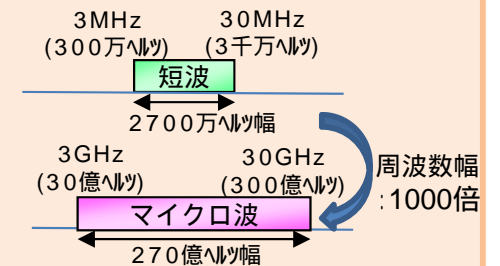 3MHz 30MHz
(300万ﾍﾙﾂ) (3千万ﾍﾙﾂ)
短波
2700万ﾍﾙﾂ幅
3GHz 30GHz
(30億ﾍﾙﾂ) (300億ﾍﾙﾂ)
マイクロ波
270億ﾍﾙﾂ幅
周波数幅
:1000倍